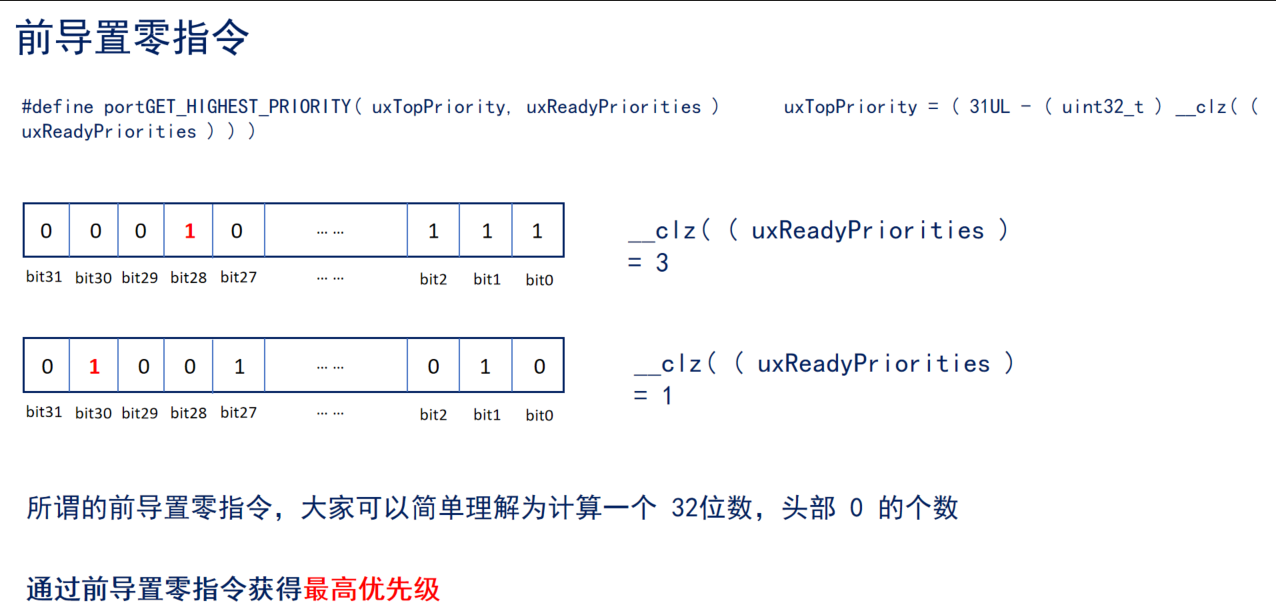 前导置零指令
#define portGET_HIGHEST_PRIORITY( uxTopPriority, uxReadyPriorities )      uxTopPriority = ( 31UL - ( uint32_t ) __clz( (
uxReadyPriorities ) ) )
0 0 0 1 0 … … 1 1 1
bit31 bit30 bit29 bit28 bit27 … … bit2 bit1 bit0
__clz( ( uxReadyPriorities )
= 3
0 1 0 0 1 … … 0 1 0
bit31 bit30 bit29 bit28 bit27 … … bit2 bit1 bit0
__clz( ( uxReadyPriorities )
= 1
所谓的前导置零指令，大家可以简单理解为计算一个 32位数，头部 0 的个数
通过前导置零指令获得最高优先级